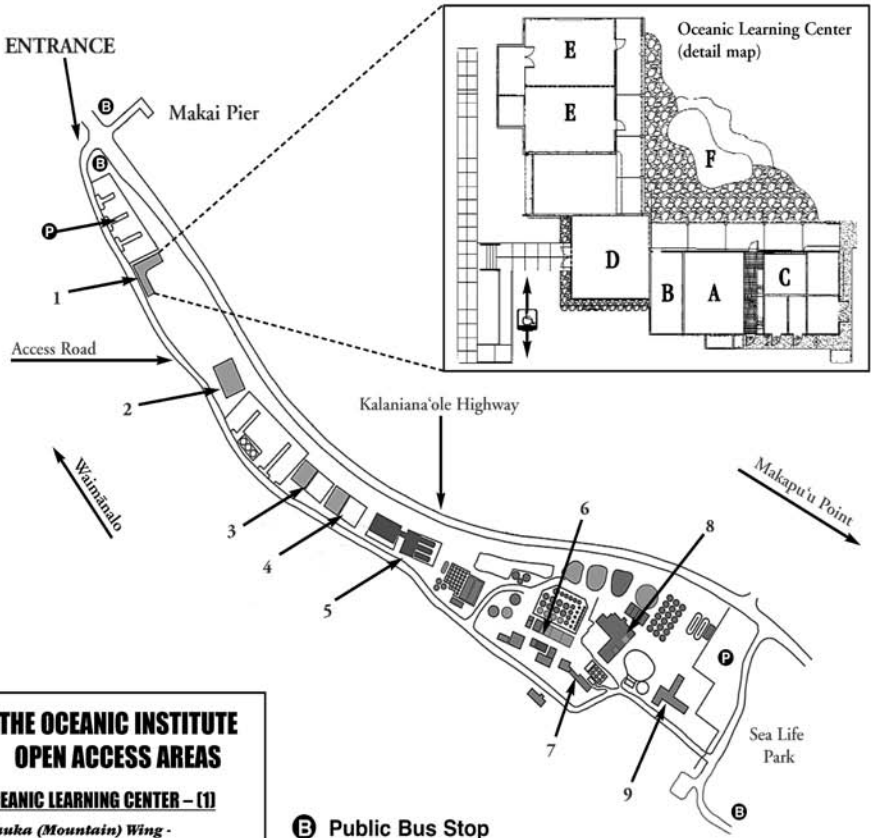 Oceanic Learning Center
(detail map)
E
E
F
D
B
A
C
ENTRANCE
B
Makai Pier
B
P
1
Access Road
2
Kalaniana‘ole Highway
Waimānalo
Makapu‘u Point
3
4
5
6
8
P
7
9
Sea Life
Park
B
THE OCEANIC INSTITUTE
OPEN ACCESS AREAS
EANIC LEARNING CENTER – (1)
uka (Mountain) Wing -
B Public Bus Stop